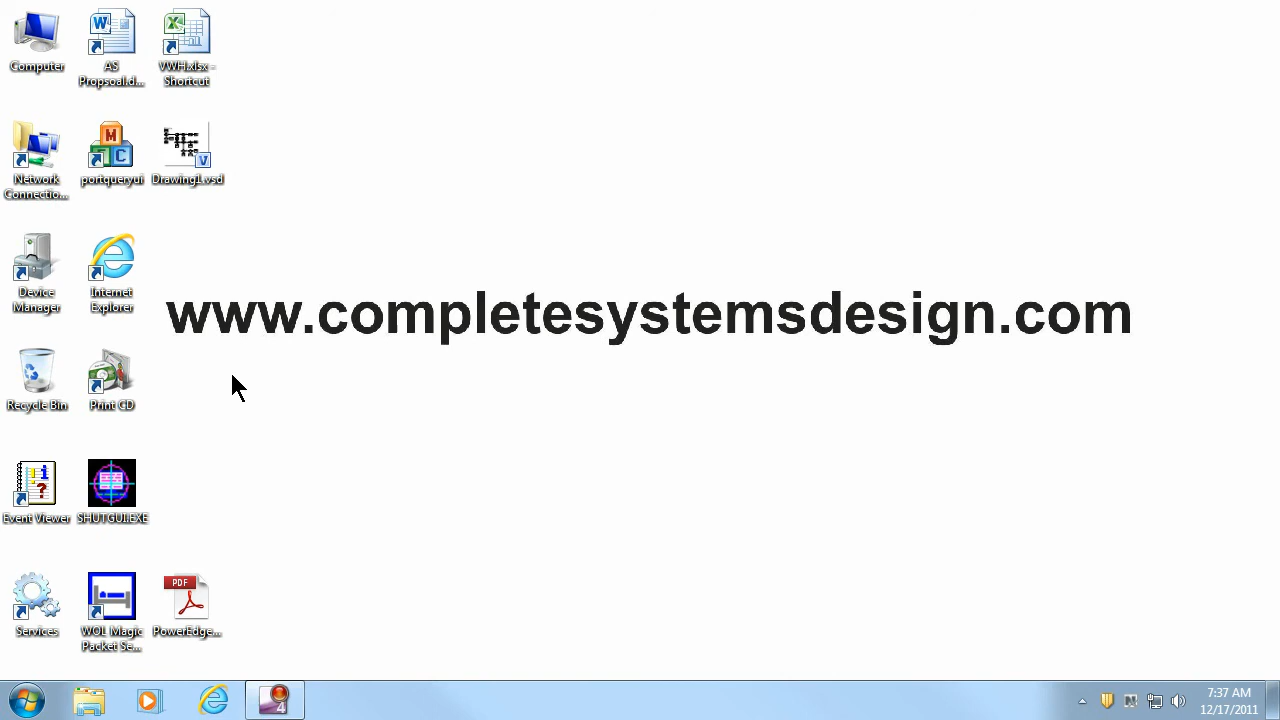 Computer
AS
Propsoal.d...
VWH.xlsx -
Shortcut
Network
Connectio...
portqueryui
Drawing1.vsd
Device
Manager
Internet
Explorer
www.completesystemsdesign.com
Recycle Bin
Print CD
Event Viewer
SHUTGUI.EXE
Services
WOL Magic
Packet Se...
PDF
PowerEdge...
4
7:37 AM
12/17/2011